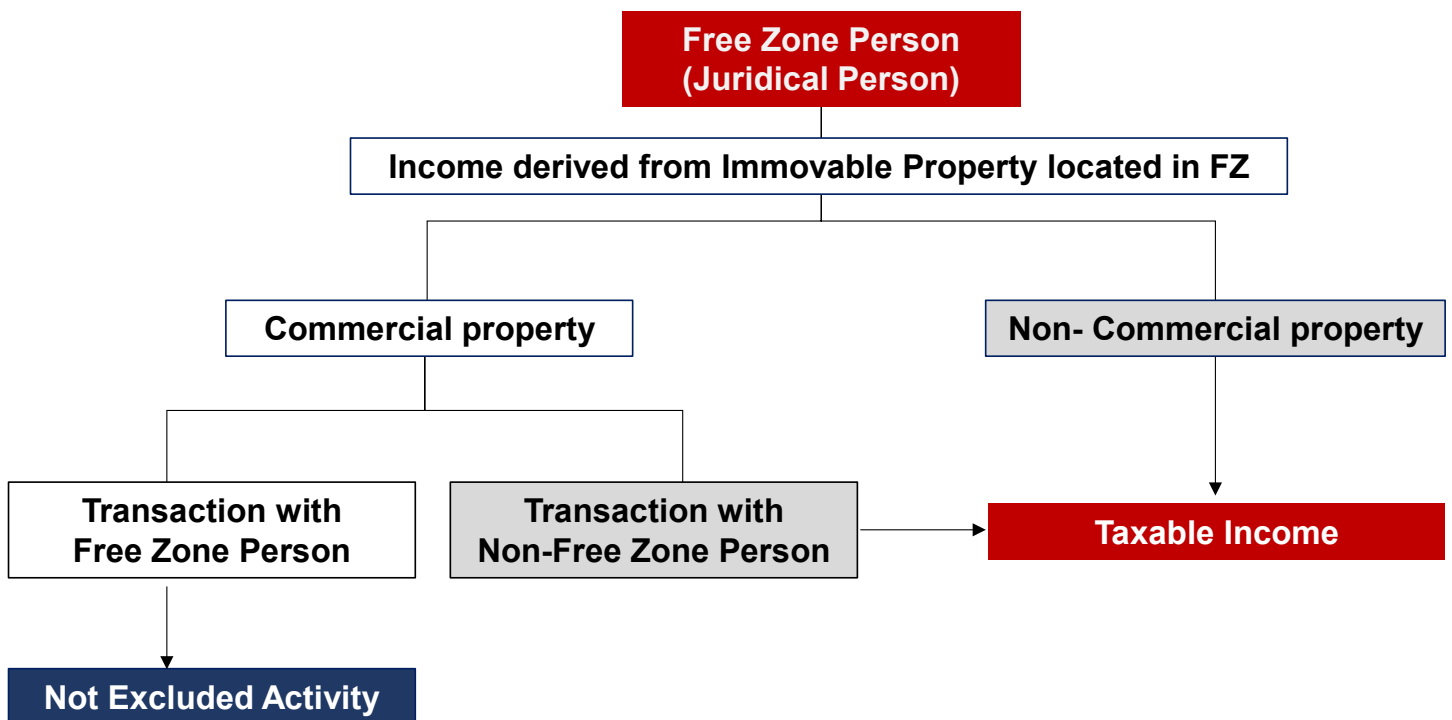 Free Zone Person
(Juridical Person)
Income derived from Immovable Property located in FZ
Commercial property
Non- Commercial property
Transaction with
Free Zone Person
Transaction with
Non-Free Zone Person
Taxable Income
Not Excluded Activity